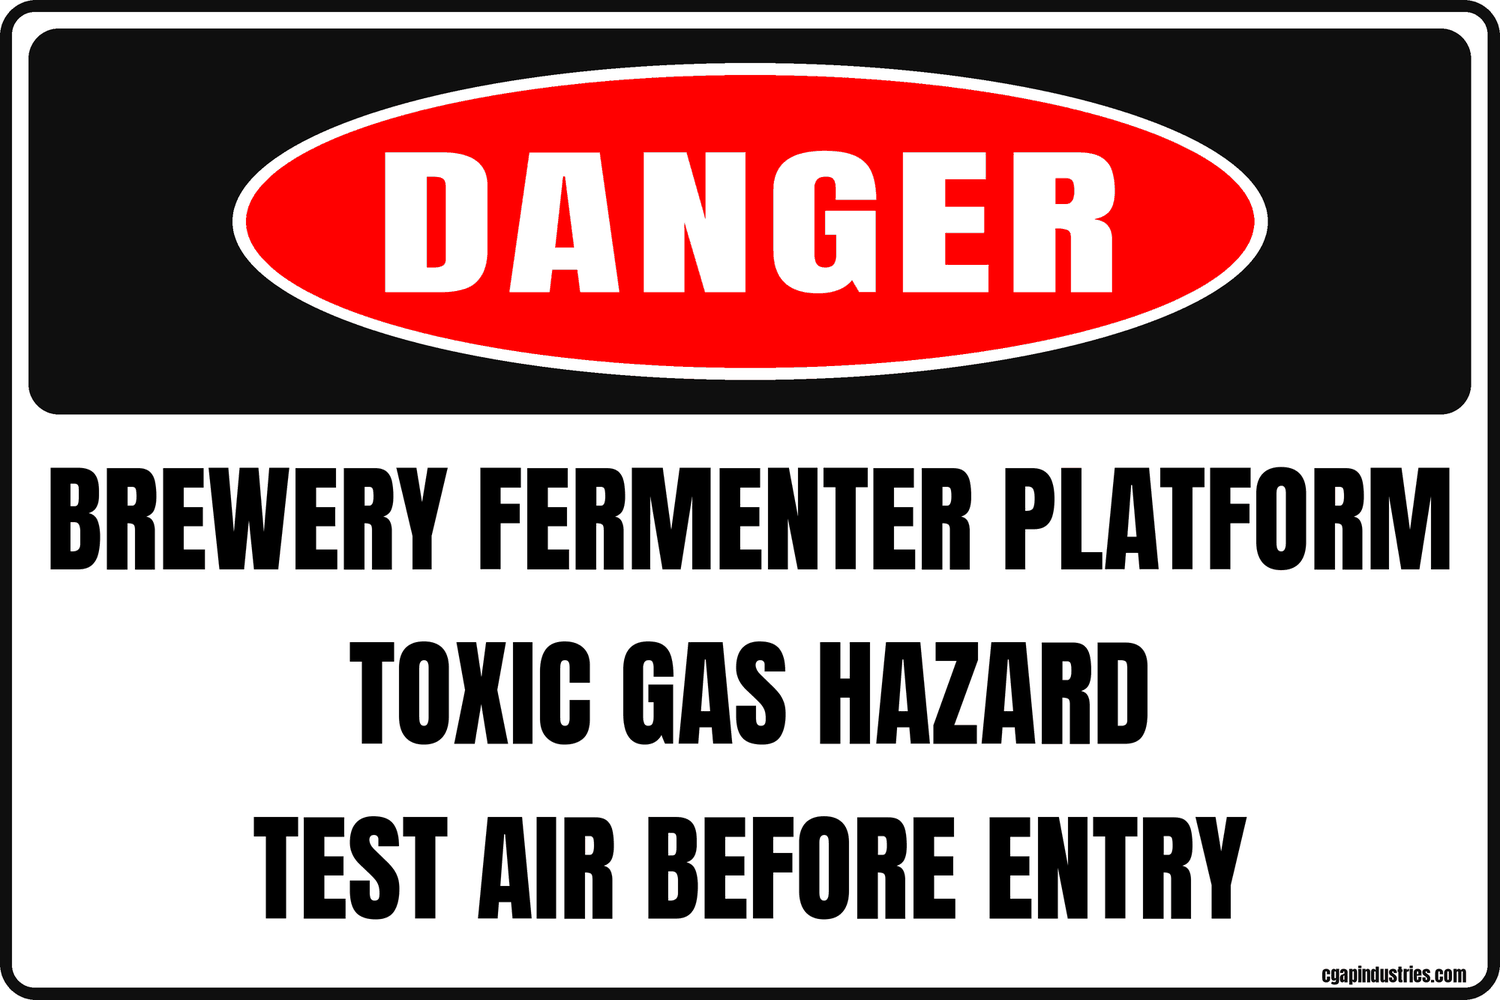 DANGER
BREWERY FERMENTER PLATFORM
TOXIC GAS HAZARD
TEST AIR BEFORE ENTRY
cgapindustries.com